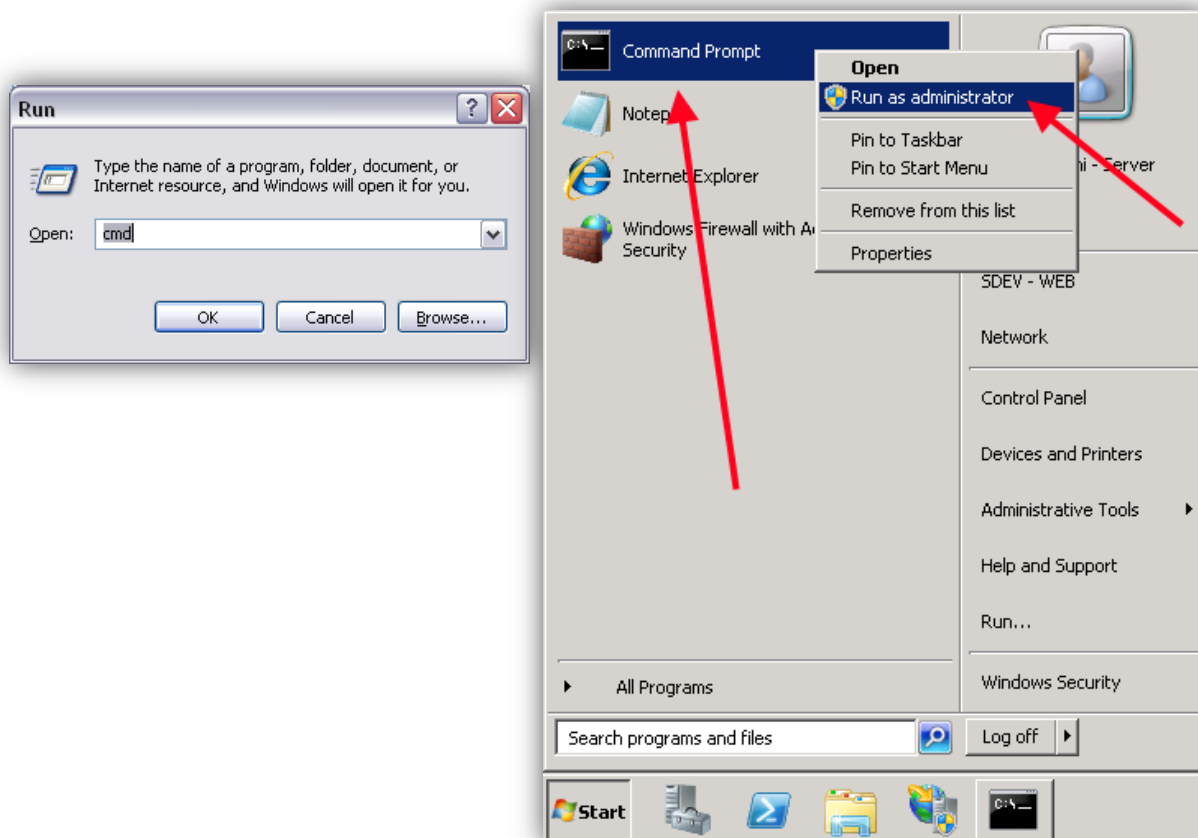 Run
Type the name of a program, folder, document, or
Internet resource, and Windows will open it for you.
Open:
cmd
OK
Cancel
Browse...
C:\
Command Prompt
Open
Run as administrator
Pin to Taskbar
Pin to Start Menu
Remove from this list
Properties
Notep
Internet Explorer
Windows Firewall with A
Security
hi - Server
SDEV - WEB
Network
Control Panel
Devices and Printers
Administrative Tools
Help and Support
Run...
Windows Security
All Programs
Search programs and files
Log off
Start
C:\